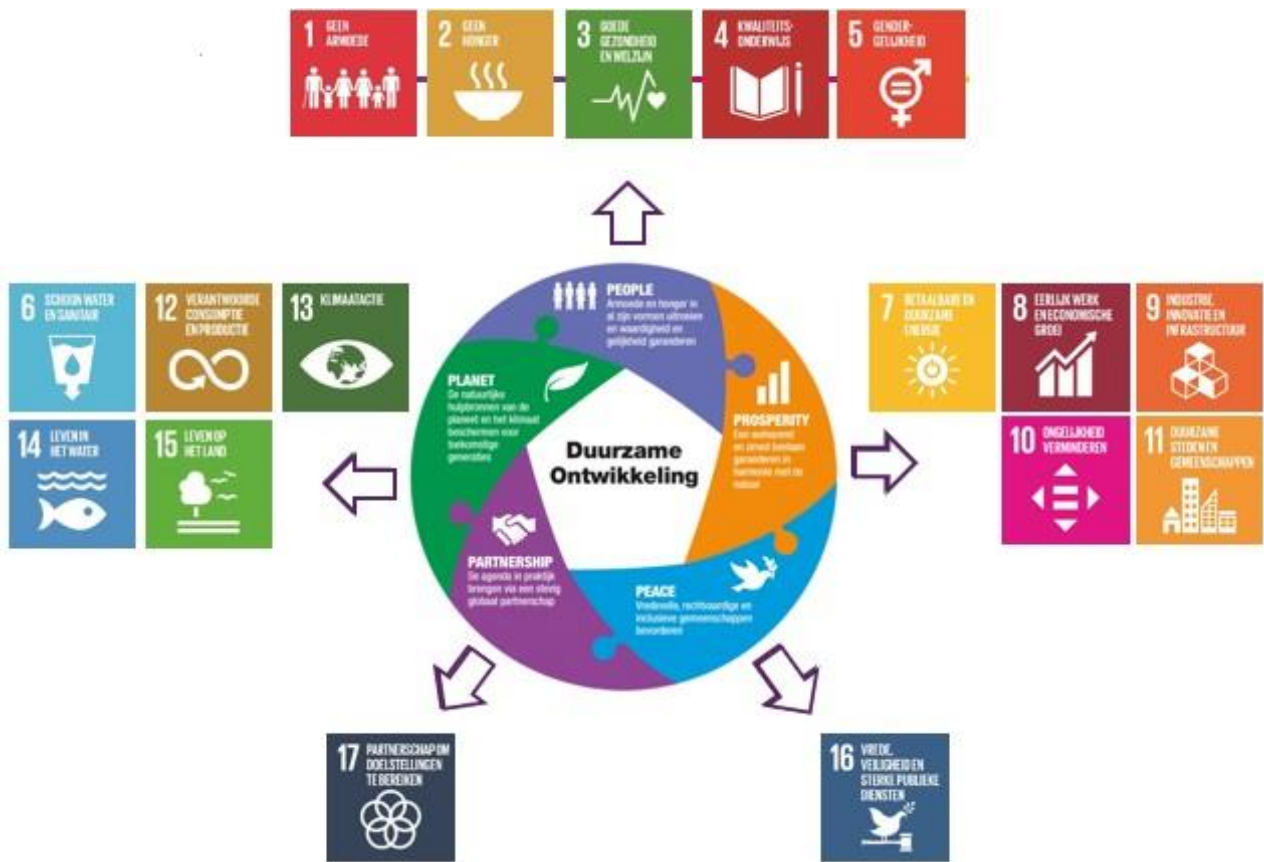 1 GEEN
ARMOEDE
2 GEEN
HONGER
3 GOEDE
GEZONDHEID
EN WELZIJN
4 KWALITEITS-
ONDERWIJS
5 GENDER-
GELIJKHEID
6 SCHOON WATER
EN SANITAIR
12 VERANTWOORDE
CONSUMPTIE
EN PRODUCTIE
13 KLIMAATACTIE
14 LEVEN IN
HET WATER
15 LEVEN OP
HET LAND
PEOPLE
Armoede en honger in
al zijn vormen uitroeien
en waardigheid en
gelijkheid garanderen
PLANET
De natuurlijke
hulpbronnen van de
planeet en het klimaat
beschermen voor
toekomstige
generaties
Duurzame
Ontwikkeling
PROSPERITY
Een welvarend
en zinvol bestaan
garanderen in
harmonie met de
natuur
PARTNERSHIP
De agenda in praktijk
brengen via een stevig
globaal partnerschap
PEACE
Vredevolle, rechtvaardige en
inclusieve gemeenschappen
bevorderen
7 BETAALBARE EN
DUURZAME
ENERGIE
8 EERLIJK WERK
EN ECONOMISCHE
GROEI
9 INDUSTRIE,
INNOVATIE EN
INFRASTRUCTUUR
10 ONGELIJKHEID
VERMINDEREN
11 DUURZAME
STEDEN EN
GEMEENSCHAPPEN
17 PARTNERSCHAP OM
DOELSTELLINGEN
TE BEREIKEN
16 VREDE,
VEILIGHEID EN
STERKE PUBLIEKE
DIENSTEN